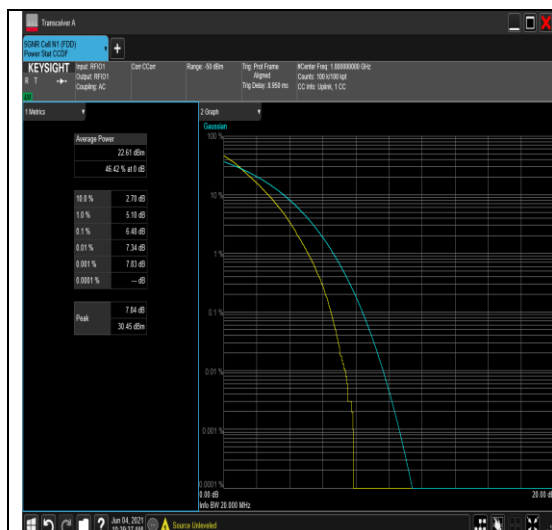 Transceiver A
5GNR Cell N1 (FDD)
Power Stat CCDF
+
KEYSIGHT
R T
Input: RFIO1
Output: RFIO1
Coupling: AC
Corr CCorr
Range: -50 dBm
Trig: Prot Frame
Aligned
Trig Delay: 8.950 ms
#Center Freq: 1.880000000 GHz
Counts: 100 k/100 kpt
CC Info: Uplink, 1 CC
1 Metrics
2 Graph
Average Power
22.61 dBm
46.42 % at 0 dB
10.0 % 2.70 dB
1.0 % 5.10 dB
0.1 % 6.48 dB
0.01 % 7.34 dB
0.001 % 7.83 dB
0.0001 % --- dB
Peak
7.84 dB
30.45 dBm
Gaussian
100 %
10 %
1 %
0.1 %
0.01 %
0.001 %
0.0001 %
0.00 dB
20.00 dB
Info BW 20.000 MHz
?
Jun 04, 2021
Source Unleveled